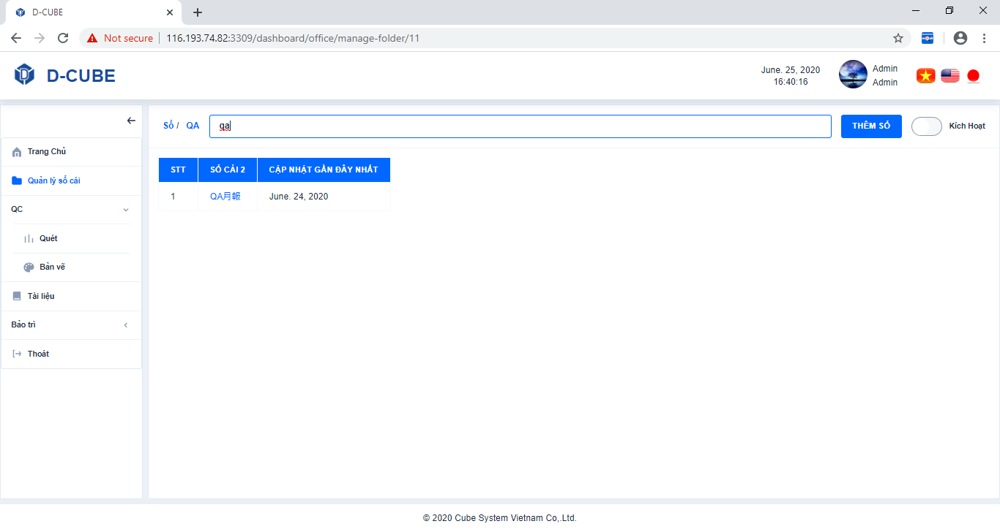 D-CUBE
Not secure
116.193.74.82:3309/dashboard/office/manage-folder/11
D-CUBE
June. 25, 2020
16:40:16
Admin
Admin
Sổ / QA
qa
THÊM SỔ
Kích Hoạt
Trang Chủ
Quản lý sổ cái
QC
Quét
Bản vẽ
Tài liệu
Bảo trì
Thoát
STT SỔ CÁI 2 CẬP NHẬT GẦN ĐÂY NHẤT
1 QA月報 June. 24, 2020
© 2020 Cube System Vietnam Co,.Ltd.